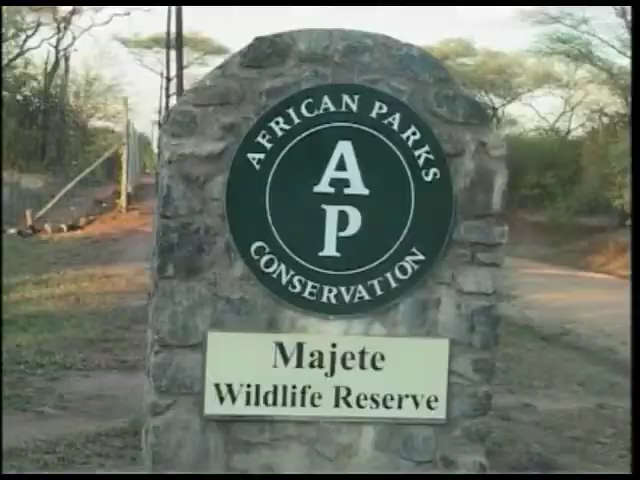 AFRICAN PARKS
A
P
CONSERVATION
Majete
Wildlife Reserve